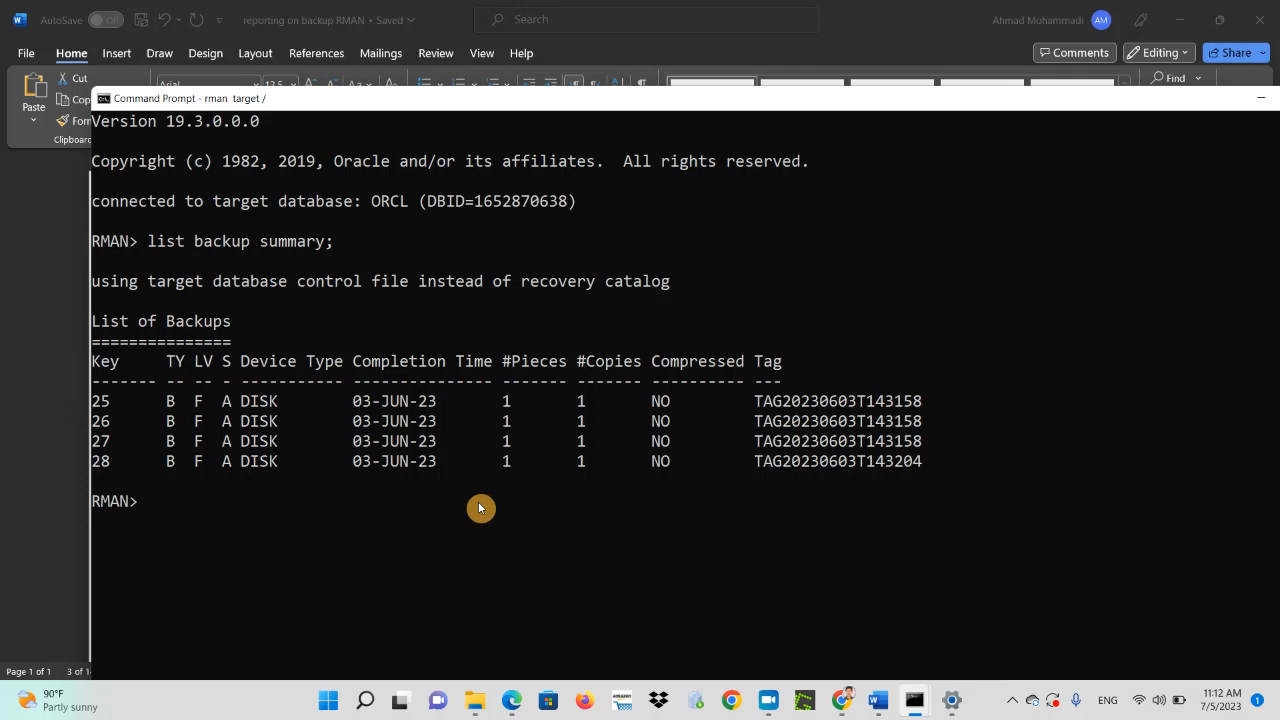 AutoSave Off reporting on backup RMAN • Saved Search Ahmad Mohammadi AM
File Home Insert Draw Design Layout References Mailings Review View Help Comments Editing Share
Cut Arial 13.5 Find
Paste
Clipboard
Command Prompt - rman  target /
Version 19.3.0.0.0
Copyright (c) 1982, 2019, Oracle and/or its affiliates.  All rights reserved.
connected to target database: ORCL (DBID=1652870638)
RMAN> list backup summary;
using target database control file instead of recovery catalog
List of Backups
===============
Key     TY LV S Device Type Completion Time #Pieces #Copies Compressed Tag
------- -- -- - ----------- --------------- ------- ------- ---------- ---
25      B  F  A DISK        03-JUN-23       1       1       NO         TAG20230603T143158
26      B  F  A DISK        03-JUN-23       1       1       NO         TAG20230603T143158
27      B  F  A DISK        03-JUN-23       1       1       NO         TAG20230603T143158
28      B  F  A DISK        03-JUN-23       1       1       NO         TAG20230603T143204
RMAN>
Page 1 of 1
90°F
Partly sunny
amazon
ENG
11:12 AM
7/5/2023
1